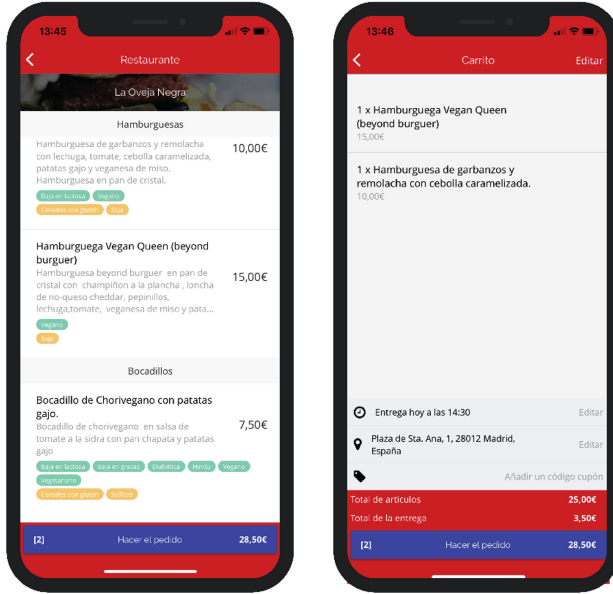 13:45
Restaurante
La Oveja Negra
Hamburguesas
Hamburguesa de garbanzos y remolacha
con lechuga, tomate, cebolla caramelizada,
patatas gajo y veganesa de miso.
Hamburguesa en pan de cristal.
10,00€
Baja en lactosa Vegano
Cereales con gluten Soja
Hamburguega Vegan Queen (beyond
burguer)
Hamburguesa beyond burguer en pan de
cristal con champiñon a la plancha , loncha
de no-queso cheddar, pepinillos,
lechuga,tomate, veganesa de miso y pata...
15,00€
Vegano
Soja
Bocadillos
Bocadillo de Chorivegano con patatas
gajo.
Bocadillo de chorivegano en salsa de
tomate a la sidra con pan chapata y patatas
gajo
7,50€
Baja en lactosa Baja en grasas Diabética Hindú Vegano
Vegetariano
Cereales con gluten Sulfitos
[2] Hacer el pedido 28,50€
13:46
Carrito Editar
1 x Hamburguega Vegan Queen
(beyond burguer)
15,00€
1 x Hamburguesa de garbanzos y
remolacha con cebolla caramelizada.
10,00€
Entrega hoy a las 14:30 Editar
Plaza de Sta. Ana, 1, 28012 Madrid,
España
Editar
Añadir un código cupón
Total de articulos 25,00€
Total de la entrega 3,50€
[2] Hacer el pedido 28,50€